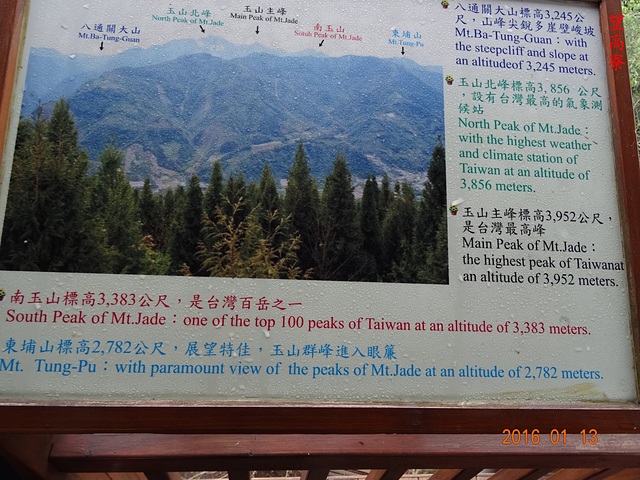 八通關大山
Mt.Ba-Tung-Guan
玉山北峰
North Peak of Mt.Jade
玉山主峰
Main Peak of Mt.Jade
南玉山
Sotuh Peak of Mt.Jade
東埔山
Mt.Tung-Pu
八通關大山標高3,245公
尺，山峰尖銳多崖壁峻坡
Mt.Ba-Tung-Guan：with
the steepcliff and slope at
an altitudeof 3,245 meters.
玉山北峰標高3,856 公尺
，設有台灣最高的氣象測
候站
North Peak of Mt.Jade：
with the highest weather
and climate station of
Taiwan at an altitude of
3,856 meters.
玉山主峰標高3,952公尺，
是台灣最高峰
Main Peak of Mt.Jade：
the highest peak of Taiwanat
an altitude of 3,952 meters.
南玉山標高3,383公尺，是台灣百岳之一
South Peak of Mt.Jade：one of the top 100 peaks of Taiwan at an altitude of 3,383 meters.
東埔山標高2,782公尺，展望特佳，玉山群峰進入眼簾
Mt. Tung-Pu：with paramount view of the peaks of Mt.Jade at an altitude of 2,782 meters.
望高寮
2016 01 13